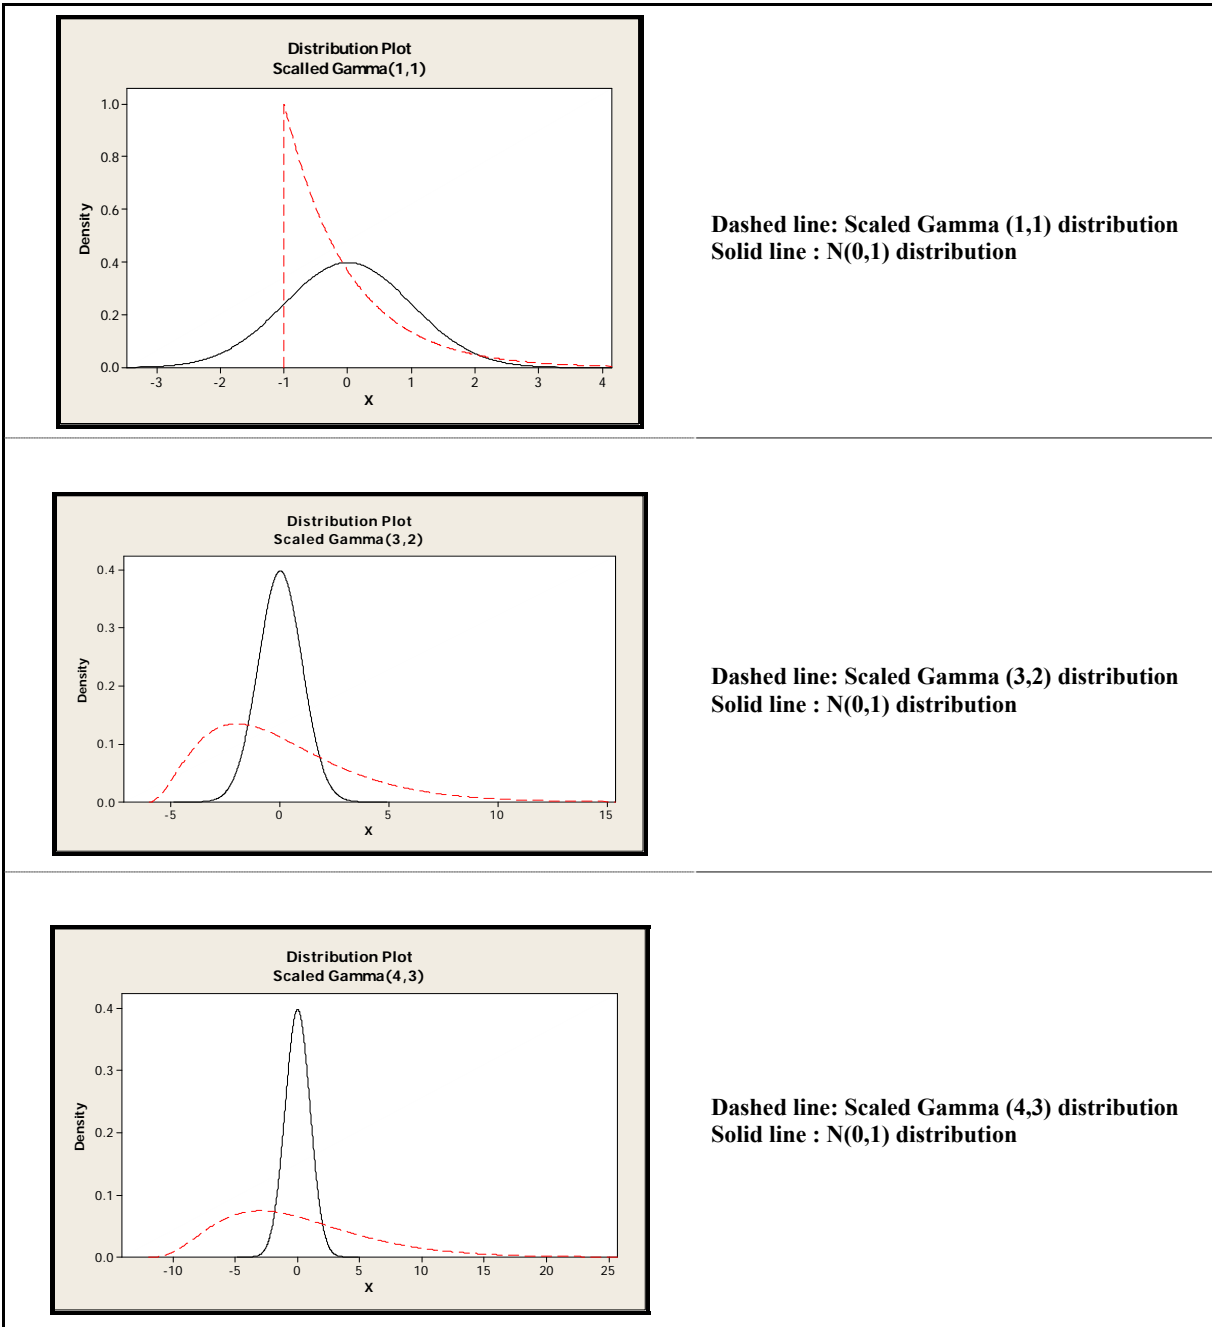 Distribution Plot
Scalled Gamma(1,1)
1.0
0.8
0.6
0.4
0.2
0.0
Density
-3 -2 -1 0 1 2 3 4
X
Dashed line: Scaled Gamma (1,1) distribution
Solid line : N(0,1) distribution
Distribution Plot
Scaled Gamma(3,2)
0.4
0.3
0.2
0.1
0.0
Density
-5 0 5 10 15
X
Dashed line: Scaled Gamma (3,2) distribution
Solid line : N(0,1) distribution
Distribution Plot
Scaled Gamma(4,3)
0.4
0.3
0.2
0.1
0.0
Density
-10 -5 0 5 10 15 20 25
X
Dashed line: Scaled Gamma (4,3) distribution
Solid line : N(0,1) distribution